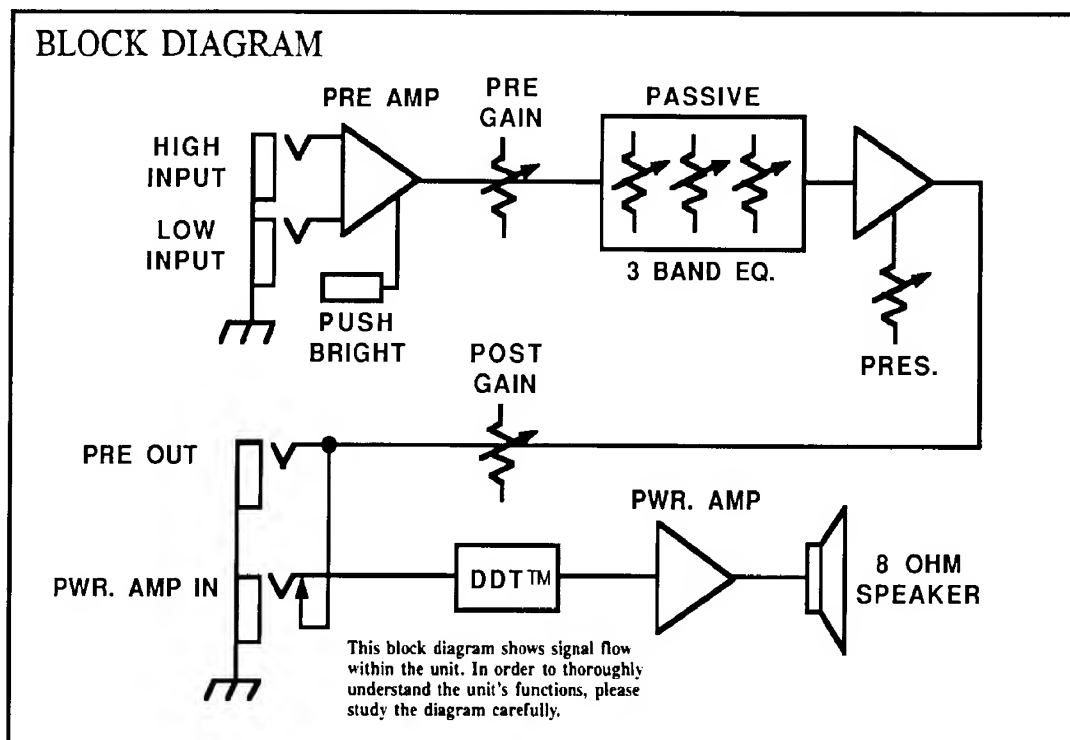 BLOCK DIAGRAM
PRE AMP
PRE
GAIN
PASSIVE
HIGH
INPUT
LOW
INPUT
3 BAND EQ.
PUSH
BRIGHT
PRES.
POST
GAIN
PRE OUT
PWR. AMP
PWR. AMP IN
DDT™
8 OHM
SPEAKER
This block diagram shows signal flow
within the unit. In order to thoroughly
understand the unit's functions, please
study the diagram carefully.